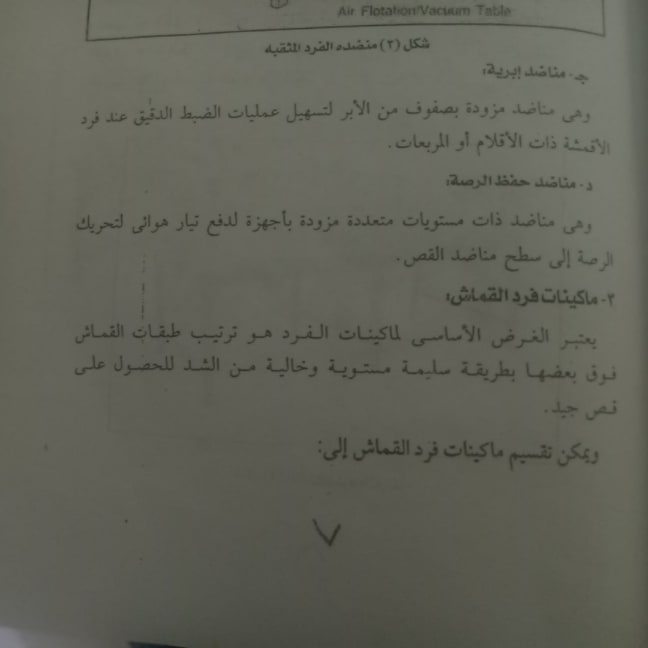 Air Flotation/Vacuum Table
شكل (٢) منضده الفرد المثقبه
جـ - مناضد إبرية:
وهى مناضد مزودة بصفوف من الأبر لتسهيل عمليات الضبط الدقيق عند فرد
الأقمشة ذات الأقلام أو المربعات.
د- مناضد حفظ الرصة:
وهى مناضد ذات مستويات متعددة مزودة بأجهزة لدفع تيار هوائى لتحريك
الرصة إلى سطح مناضد القص.
٢- ماكينات فرد القماش:
يعتبر الغرض الأساسى لماكينات الفرد هو ترتيب طبقات القماش
فوق بعضها بطريقة سليمة مستوية وخالية من الشد للحصول على
قص جيد.
ويمكن تقسيم ماكينات فرد القماش إلى:
٧